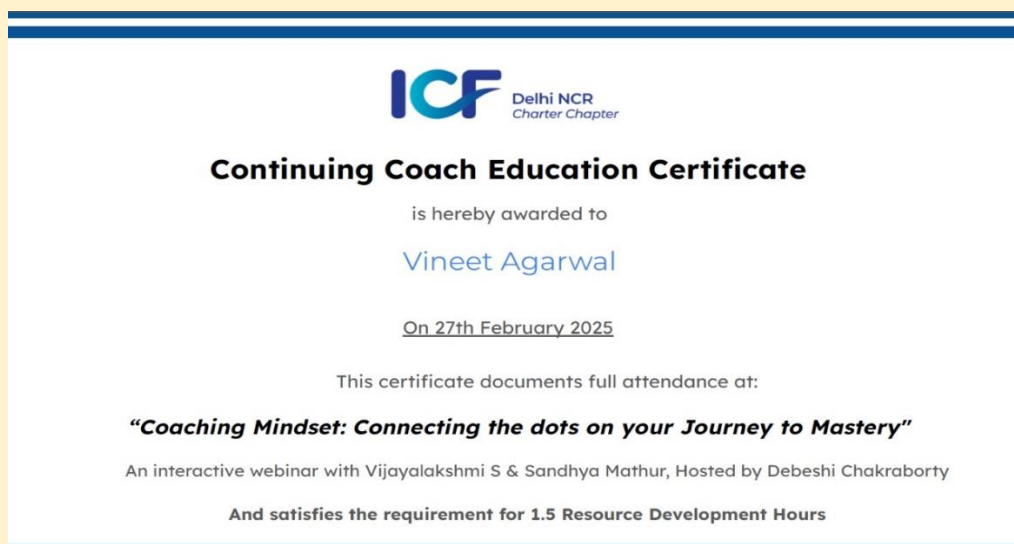 ICF
Delhi NCR
Charter Chapter
Continuing Coach Education Certificate
is hereby awarded to
Vineet Agarwal
On 27th February 2025
This certificate documents full attendance at:
“Coaching Mindset: Connecting the dots on your Journey to Mastery"
An interactive webinar with Vijayalakshmi S & Sandhya Mathur, Hosted by Debeshi Chakraborty
And satisfies the requirement for 1.5 Resource Development Hours